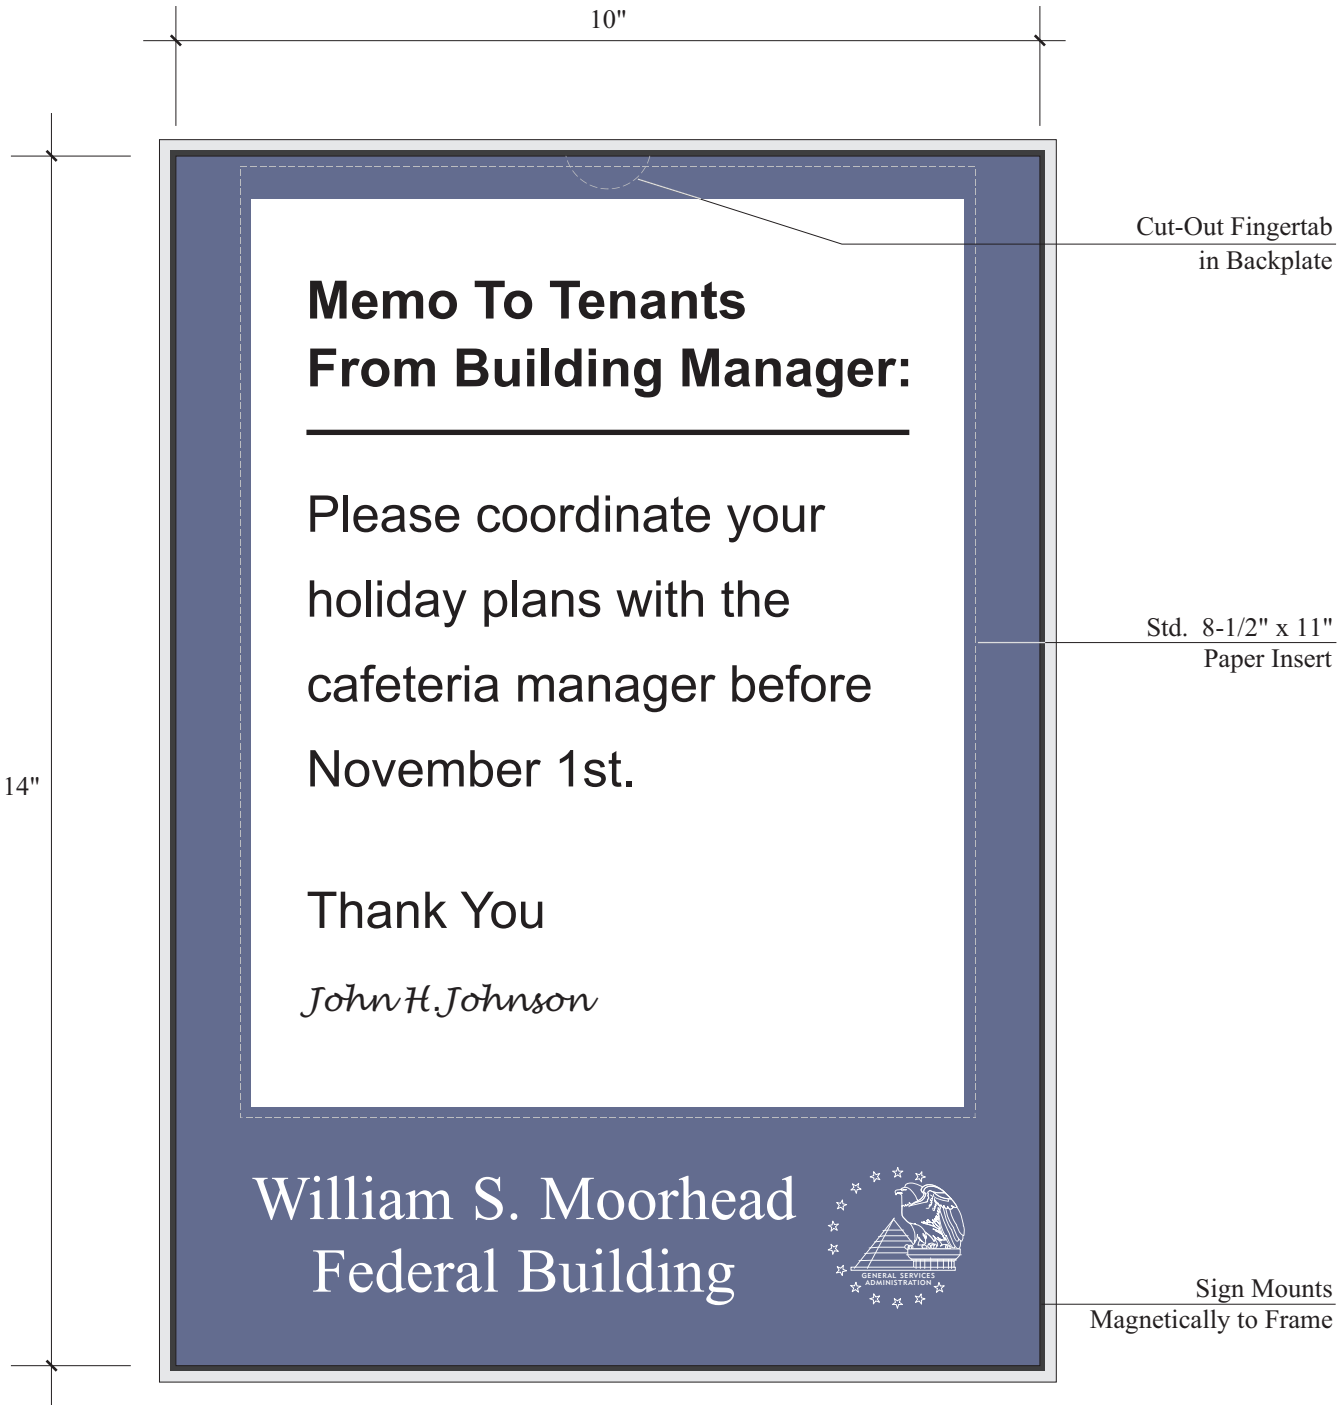 10"
Cut-Out Fingertab
in Backplate
Memo To Tenants
From Building Manager:
Please coordinate your
holiday plans with the
cafeteria manager before
November 1st.
Std. 8-1/2" x 11"
Paper Insert
14"
Thank You
John H. Johnson
William S. Moorhead
Federal Building
GENERAL SERVICES
ADMINISTRATION
Sign Mounts
Magnetically to Frame